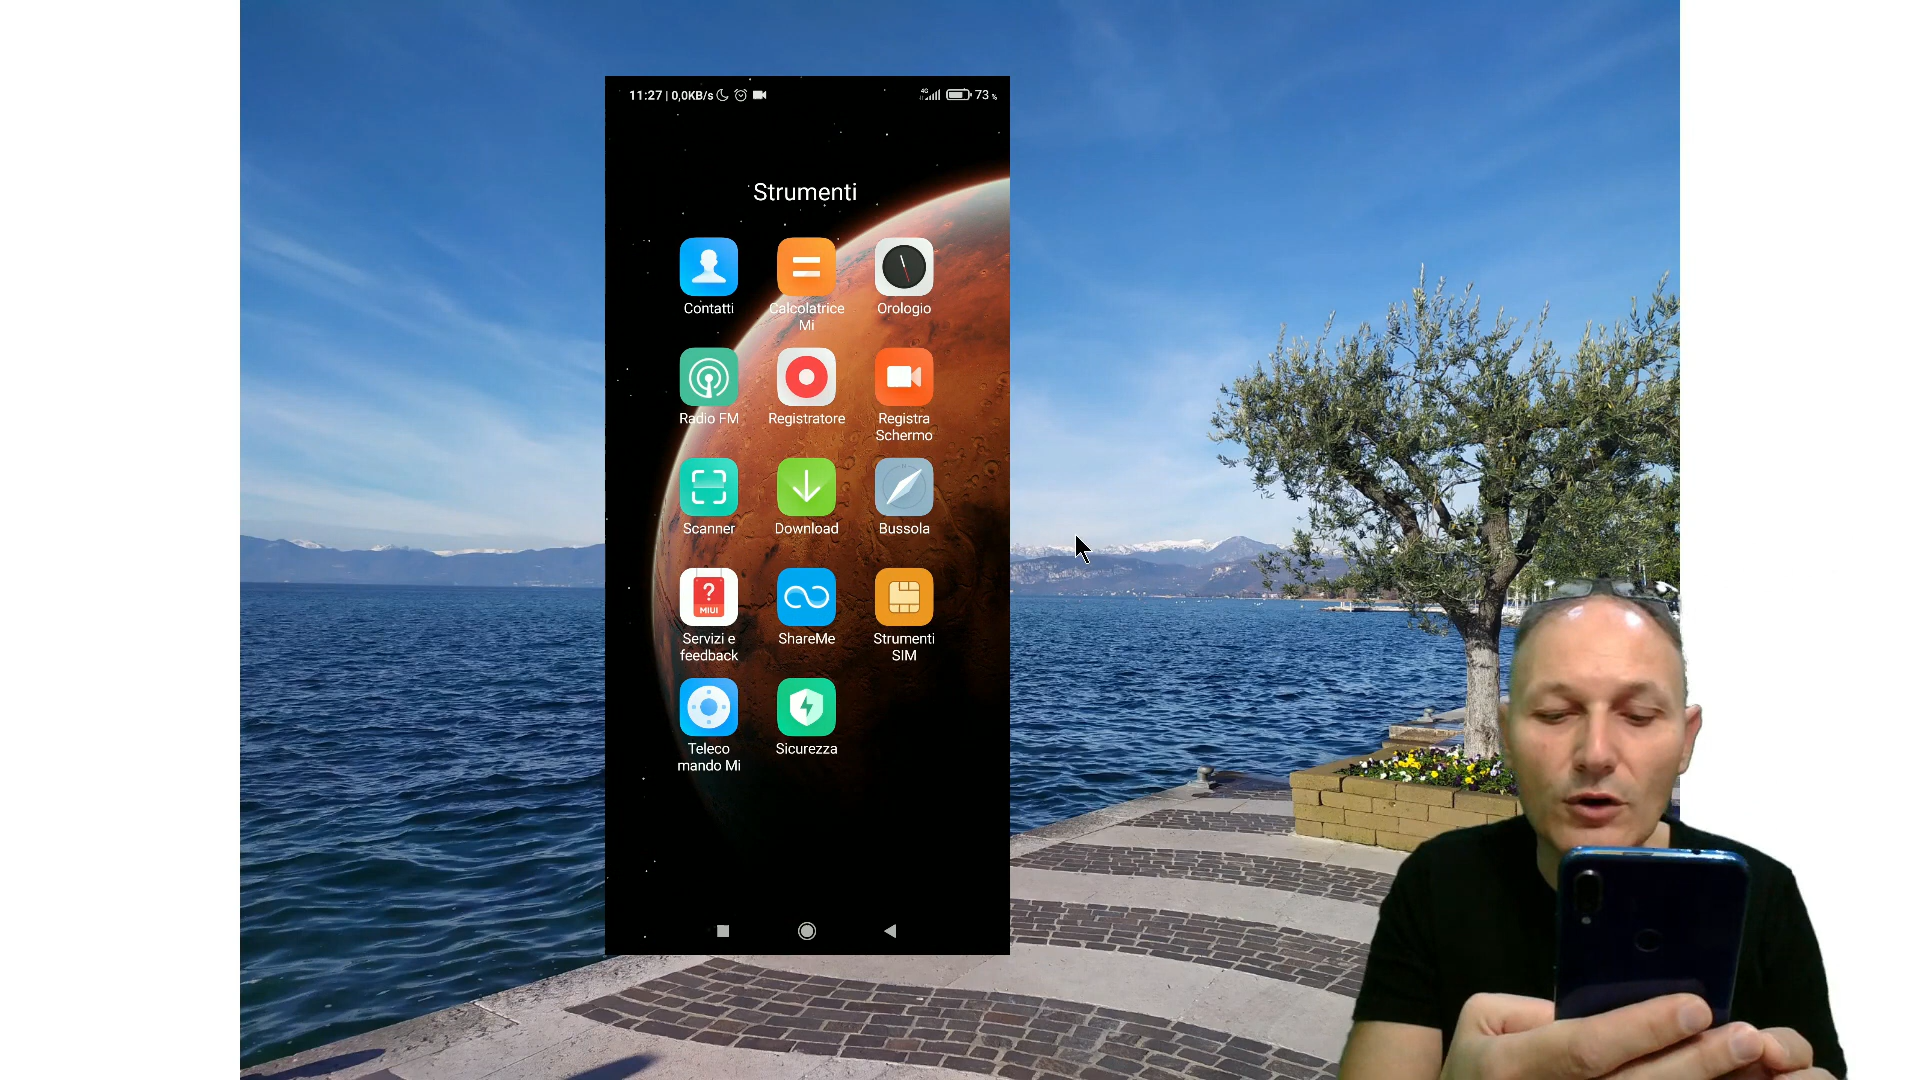 11:27 | 0,0KB/s 4G 73 %
Strumenti
Contatti
Calcolatrice
Mi
Orologio
Radio FM
Registratore
Registra
Schermo
Scanner
Download
N
Bussola
?
MIUI
Servizi e
feedback
ShareMe
Strumenti
SIM
Teleco
mando Mi
Sicurezza